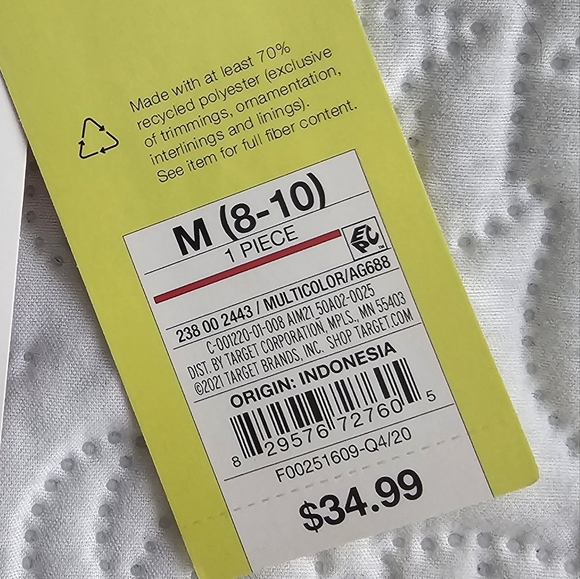 Made with at least 70%
recycled polyester (exclusive
of trimmings, ornamentation,
interlinings and linings).
See item for full fiber content.
M (8-10)
1 PIECE
EPC™
238 00 2443 / MULTICOLOR/AG688
C-001220-01-008 AIM21 50A02-0025
DIST. BY TARGET CORPORATION, MPLS., MN 55403
©2021 TARGET BRANDS, INC. SHOP TARGET.COM
ORIGIN: INDONESIA
8 29576 72760 5
F00251609-Q4/20
$34.99